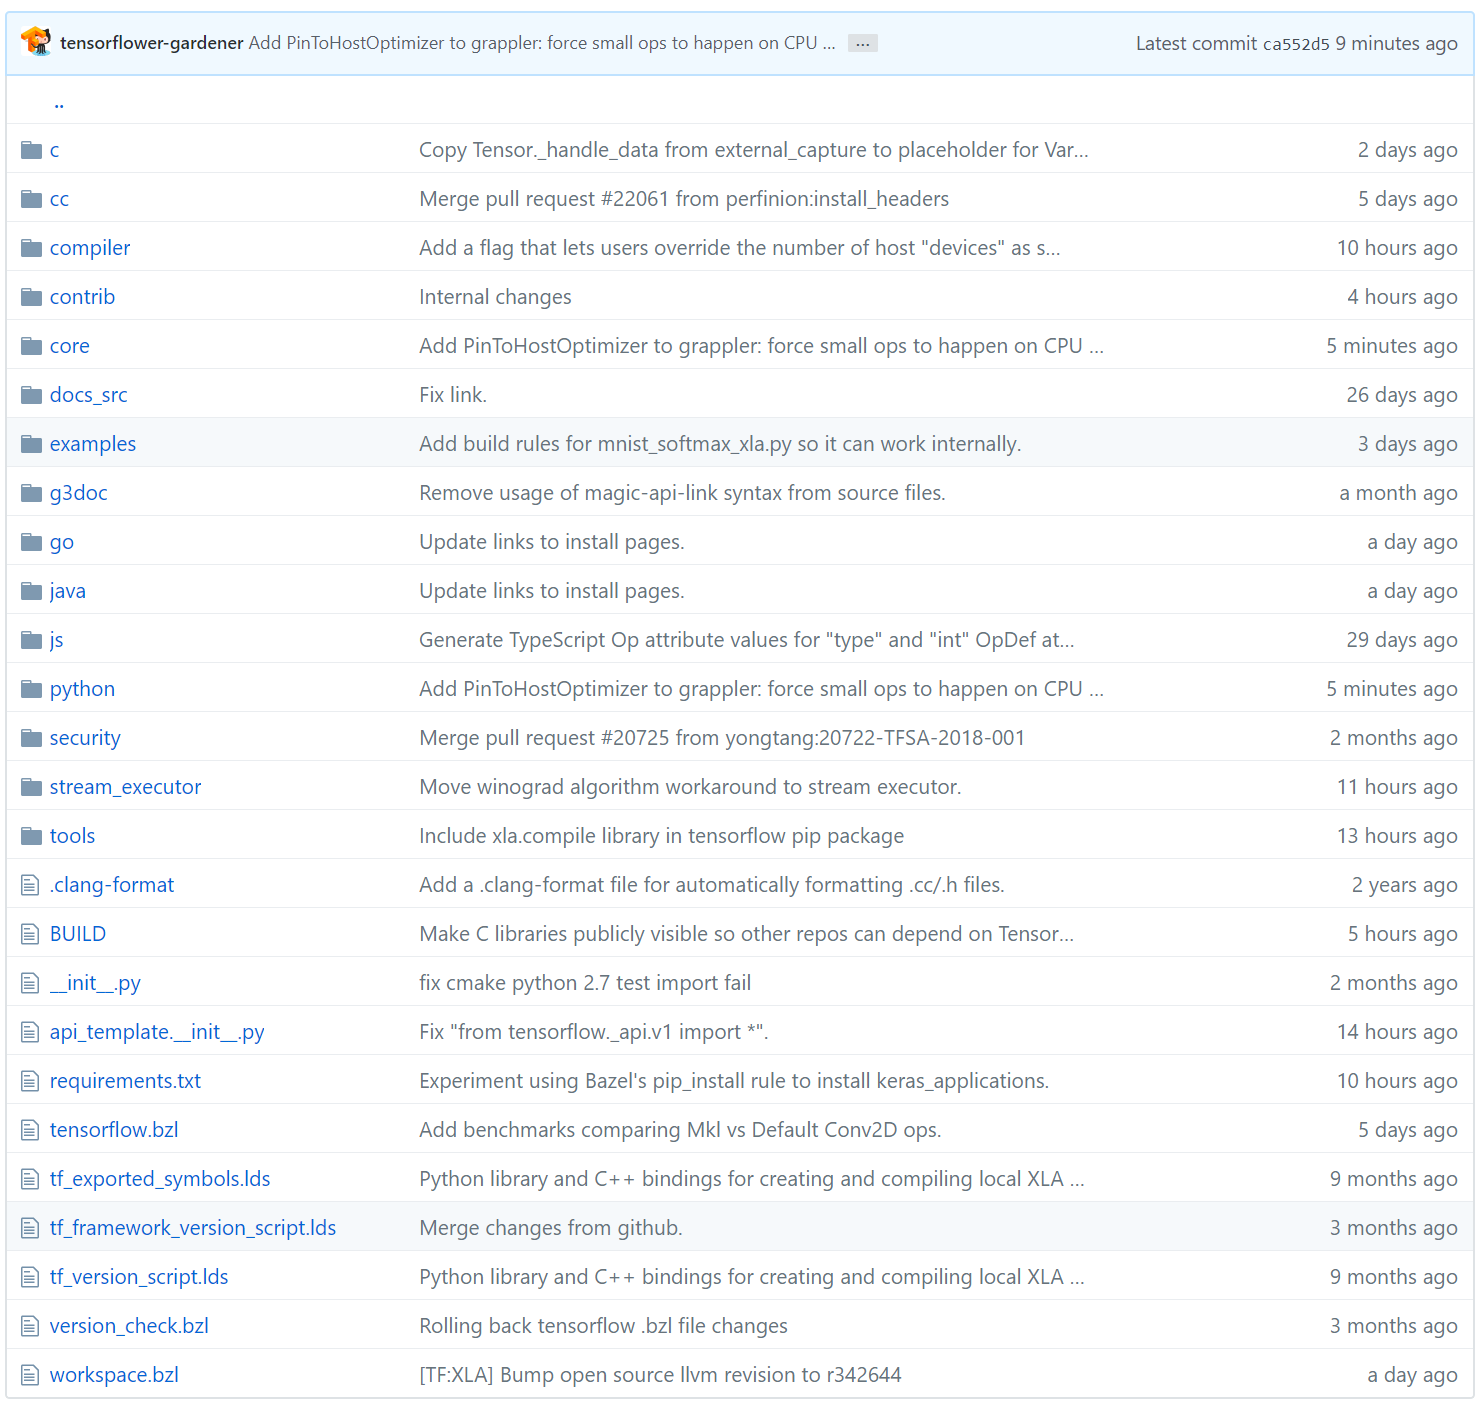 tensorflower-gardener Add PinToHostOptimizer to grappler: force small ops to happen on CPU ... ... Latest commit ca552d5 9 minutes ago
..
c Copy Tensor._handle_data from external_capture to placeholder for Var... 2 days ago
cc Merge pull request #22061 from perfinion:install_headers 5 days ago
compiler Add a flag that lets users override the number of host "devices" as s... 10 hours ago
contrib Internal changes 4 hours ago
core Add PinToHostOptimizer to grappler: force small ops to happen on CPU ... 5 minutes ago
docs_src Fix link. 26 days ago
examples Add build rules for mnist_softmax_xla.py so it can work internally. 3 days ago
g3doc Remove usage of magic-api-link syntax from source files. a month ago
go Update links to install pages. a day ago
java Update links to install pages. a day ago
js Generate TypeScript Op attribute values for "type" and "int" OpDef at... 29 days ago
python Add PinToHostOptimizer to grappler: force small ops to happen on CPU ... 5 minutes ago
security Merge pull request #20725 from yongtang:20722-TFSA-2018-001 2 months ago
stream_executor Move winograd algorithm workaround to stream executor. 11 hours ago
tools Include xla.compile library in tensorflow pip package 13 hours ago
.clang-format Add a .clang-format file for automatically formatting .cc/.h files. 2 years ago
BUILD Make C libraries publicly visible so other repos can depend on Tensor... 5 hours ago
__init__.py fix cmake python 2.7 test import fail 2 months ago
api_template.__init__.py Fix "from tensorflow._api.v1 import *". 14 hours ago
requirements.txt Experiment using Bazel's pip_install rule to install keras_applications. 10 hours ago
tensorflow.bzl Add benchmarks comparing Mkl vs Default Conv2D ops. 5 days ago
tf_exported_symbols.lds Python library and C++ bindings for creating and compiling local XLA ... 9 months ago
tf_framework_version_script.lds Merge changes from github. 3 months ago
tf_version_script.lds Python library and C++ bindings for creating and compiling local XLA ... 9 months ago
version_check.bzl Rolling back tensorflow .bzl file changes 3 months ago
workspace.bzl [TF:XLA] Bump open source llvm revision to r342644 a day ago